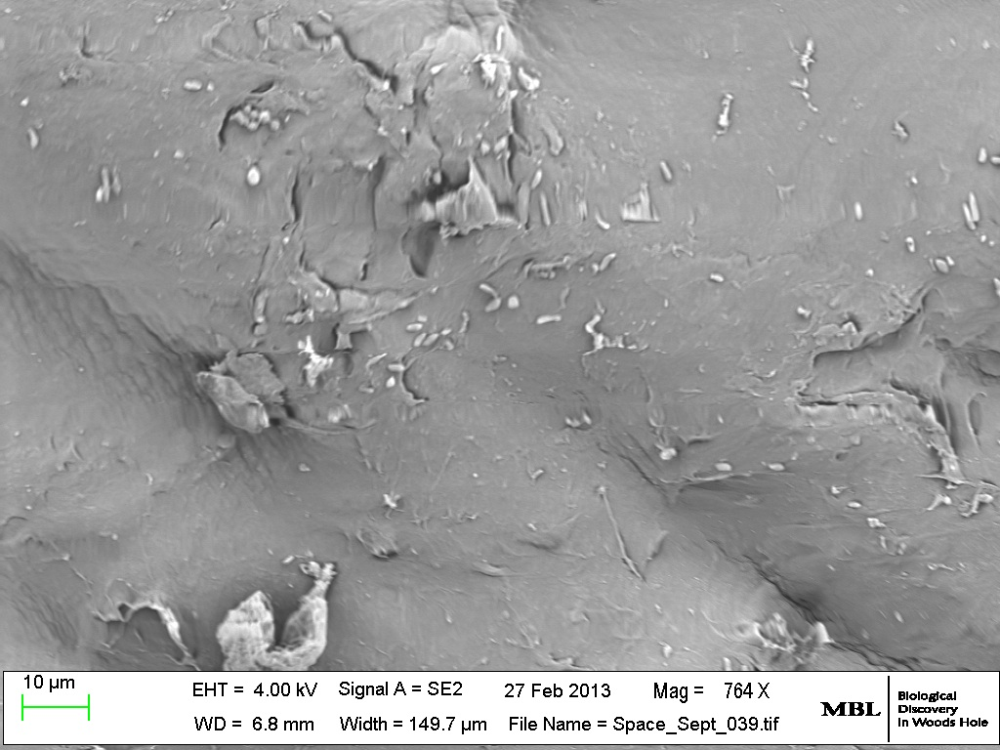 10 µm
EHT = 4.00 kV Signal A = SE2 27 Feb 2013 Mag = 764 X
WD = 6.8 mm Width = 149.7 µm File Name = Space_Sept_039.tif
MBL
Biological
Discovery
in Woods Hole